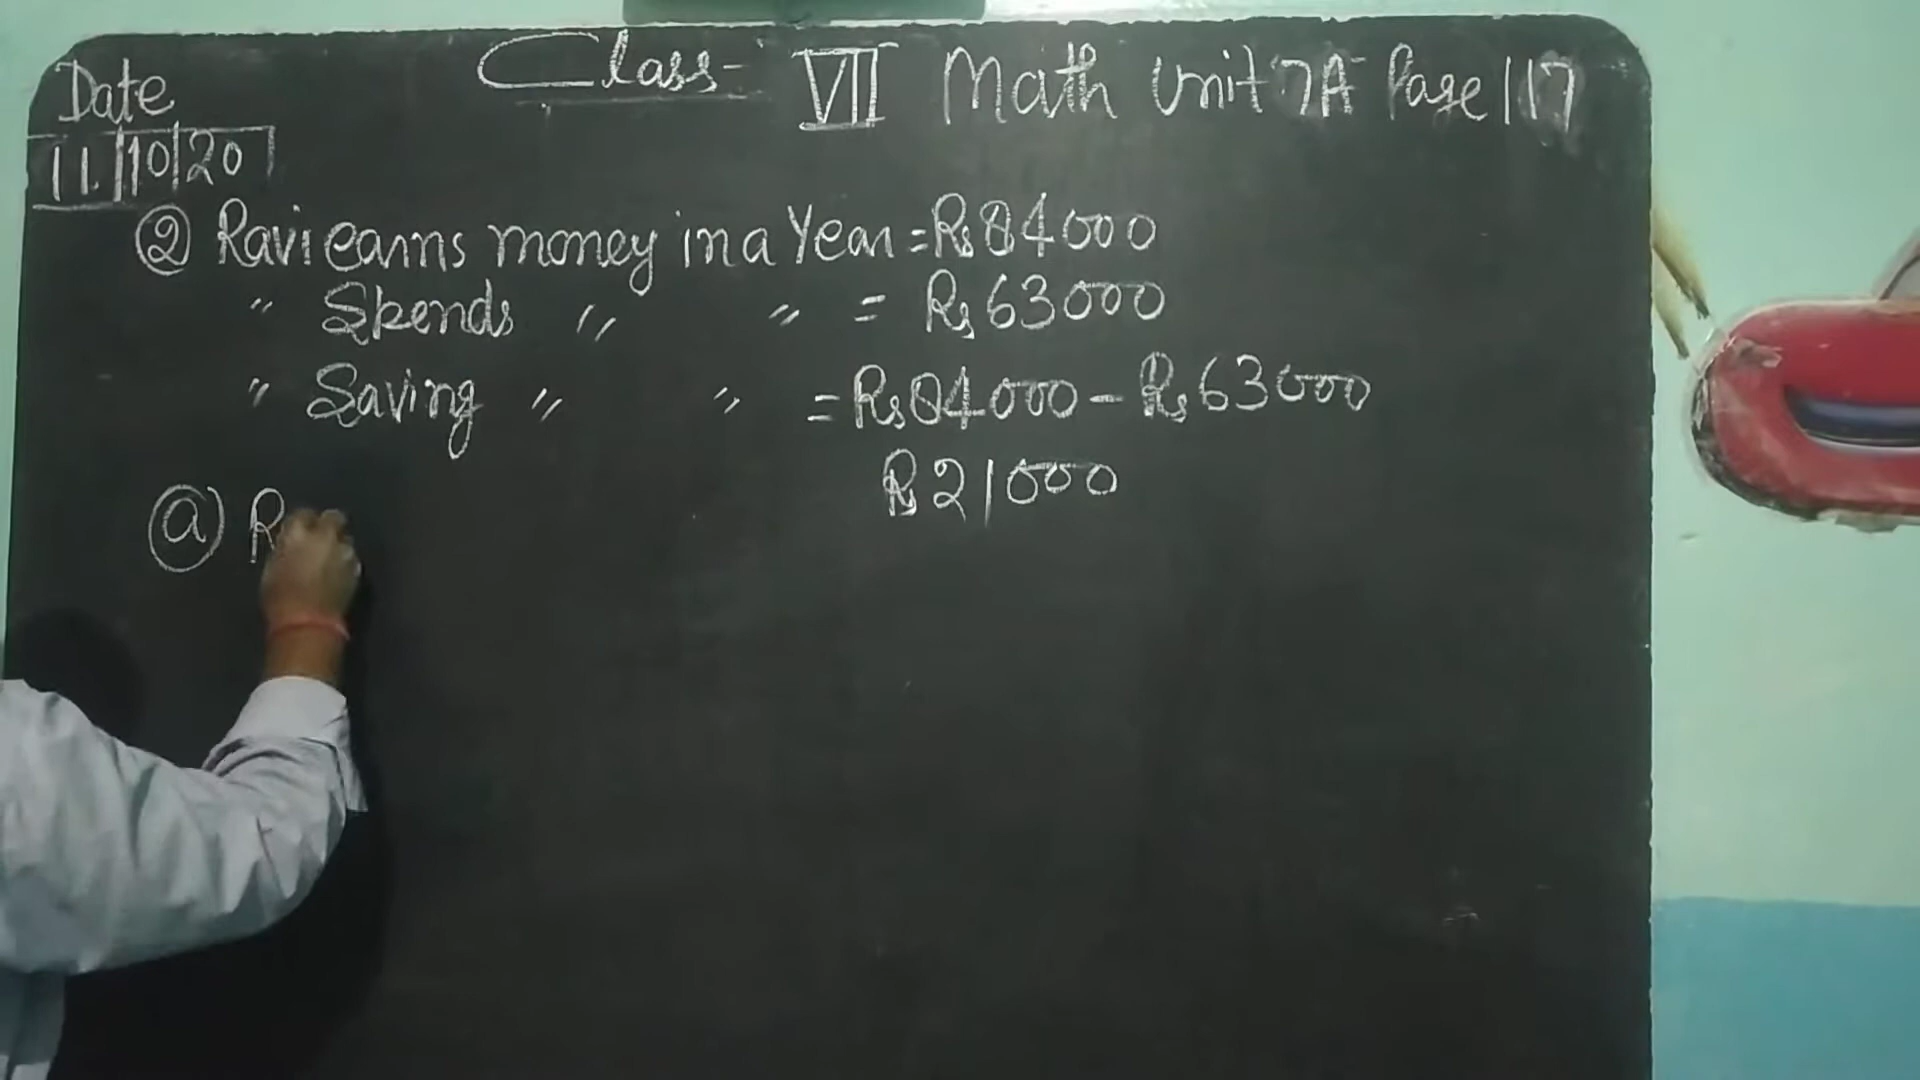 Class- VII Math Unit 7A Page 117
Date
11.|10|20
② Ravi earns money in a Year = Rs 84000
" Spends " " = Rs 63000
" Saving " " = Rs 84000 - Rs 63000
Rs 21000
ⓐ R